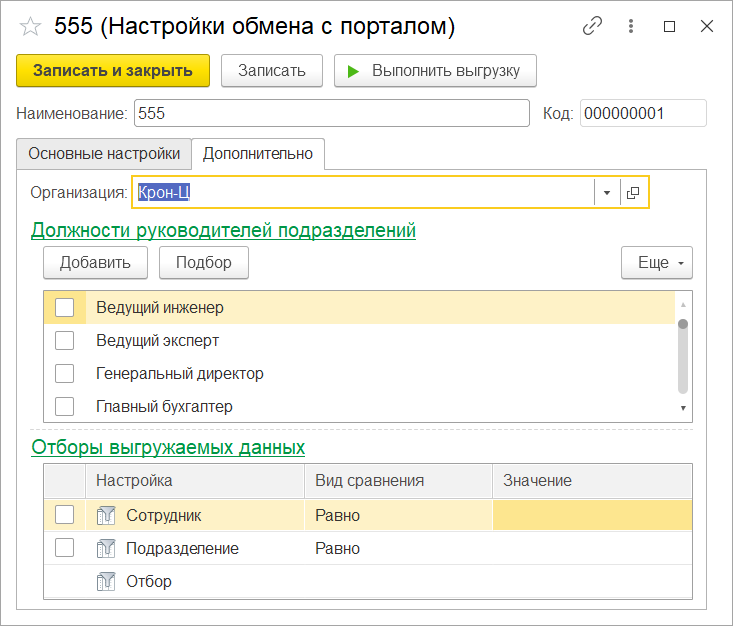 555 (Настройки обмена с порталом)
Записать и закрыть Записать Выполнить выгрузку
Наименование: 555 Код: 000000001
Основные настройки Дополнительно
Организация: Крон-Ц
Должности руководителей подразделений
Добавить Подбор Еще
Ведущий инженер
Ведущий эксперт
Генеральный директор
Главный бухгалтер
Отборы выгружаемых данных
Настройка Вид сравнения Значение
Сотрудник Равно
Подразделение Равно
Отбор